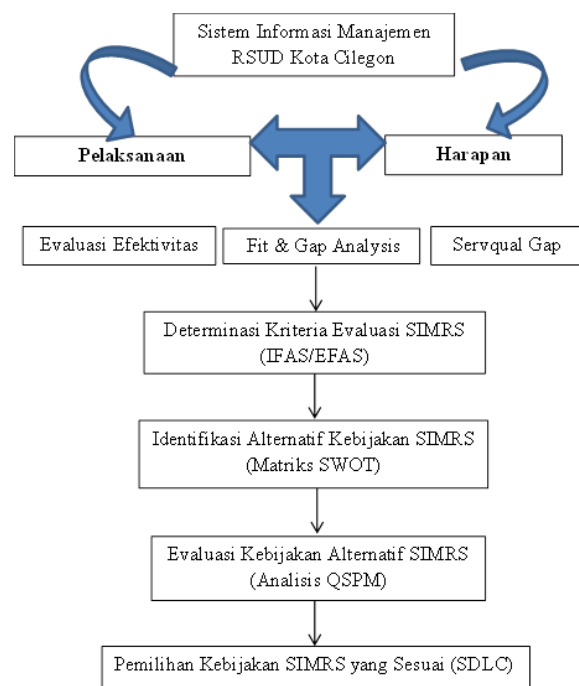 Sistem Informasi Manajemen
RSUD Kota Cilegon
Pelaksanaan
Harapan
Evaluasi Efektivitas
Fit & Gap Analysis
Servqual Gap
Determinasi Kriteria Evaluasi SIMRS
(IFAS/EFAS)
Identifikasi Alternatif Kebijakan SIMRS
(Matriks SWOT)
Evaluasi Kebijakan Alternatif SIMRS
(Analisis QSPM)
Pemilihan Kebijakan SIMRS yang Sesuai (SDLC)